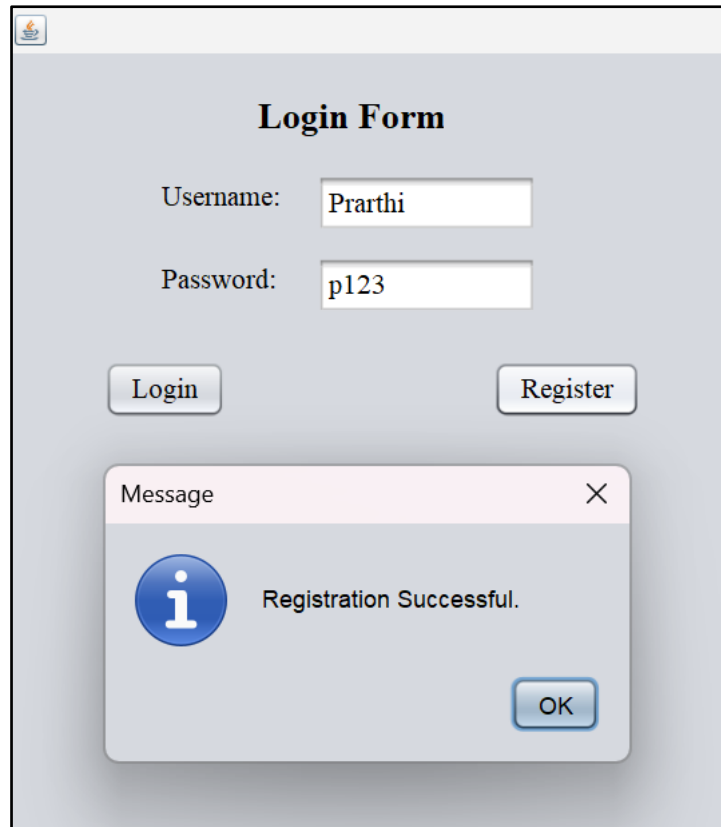 Login Form
Username: Prarthi
Password: p123
Login Register
Message
Registration Successful.
OK